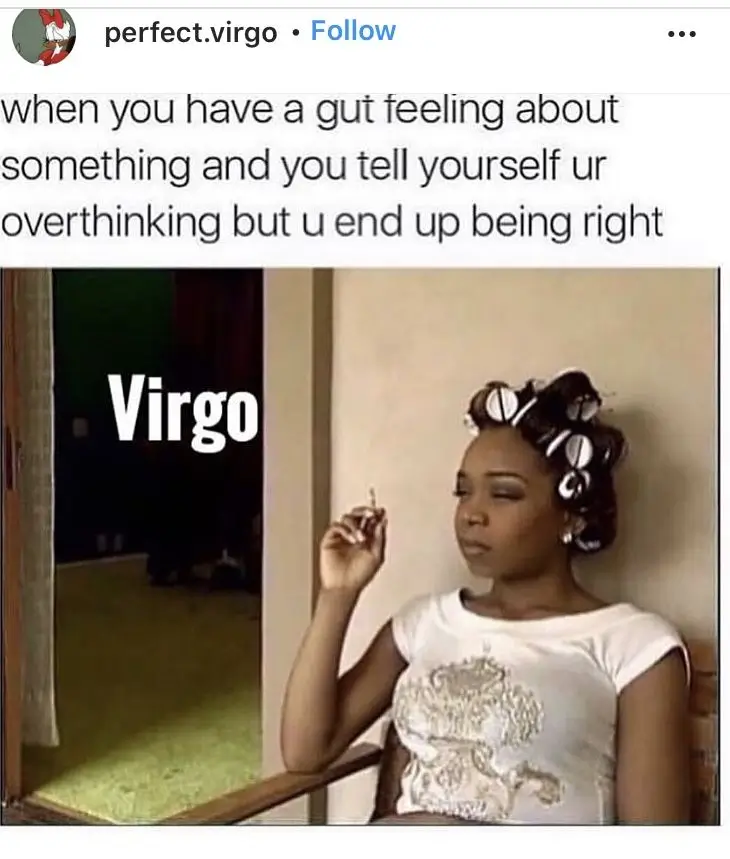 perfect.virgo • Follow
when you have a gut feeling about
something and you tell yourself ur
overthinking but u end up being right
Virgo